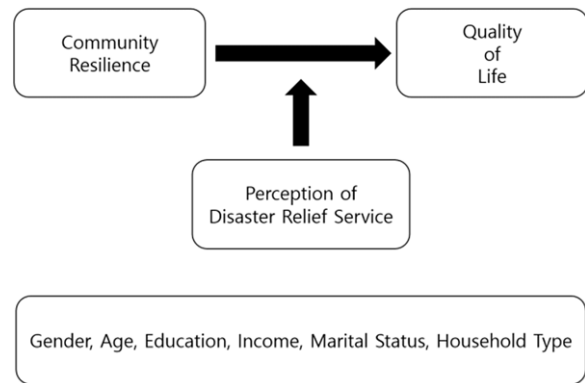 Community
Resilience
Quality
of
Life
Perception of
Disaster Relief Service
Gender, Age, Education, Income, Marital Status, Household Type